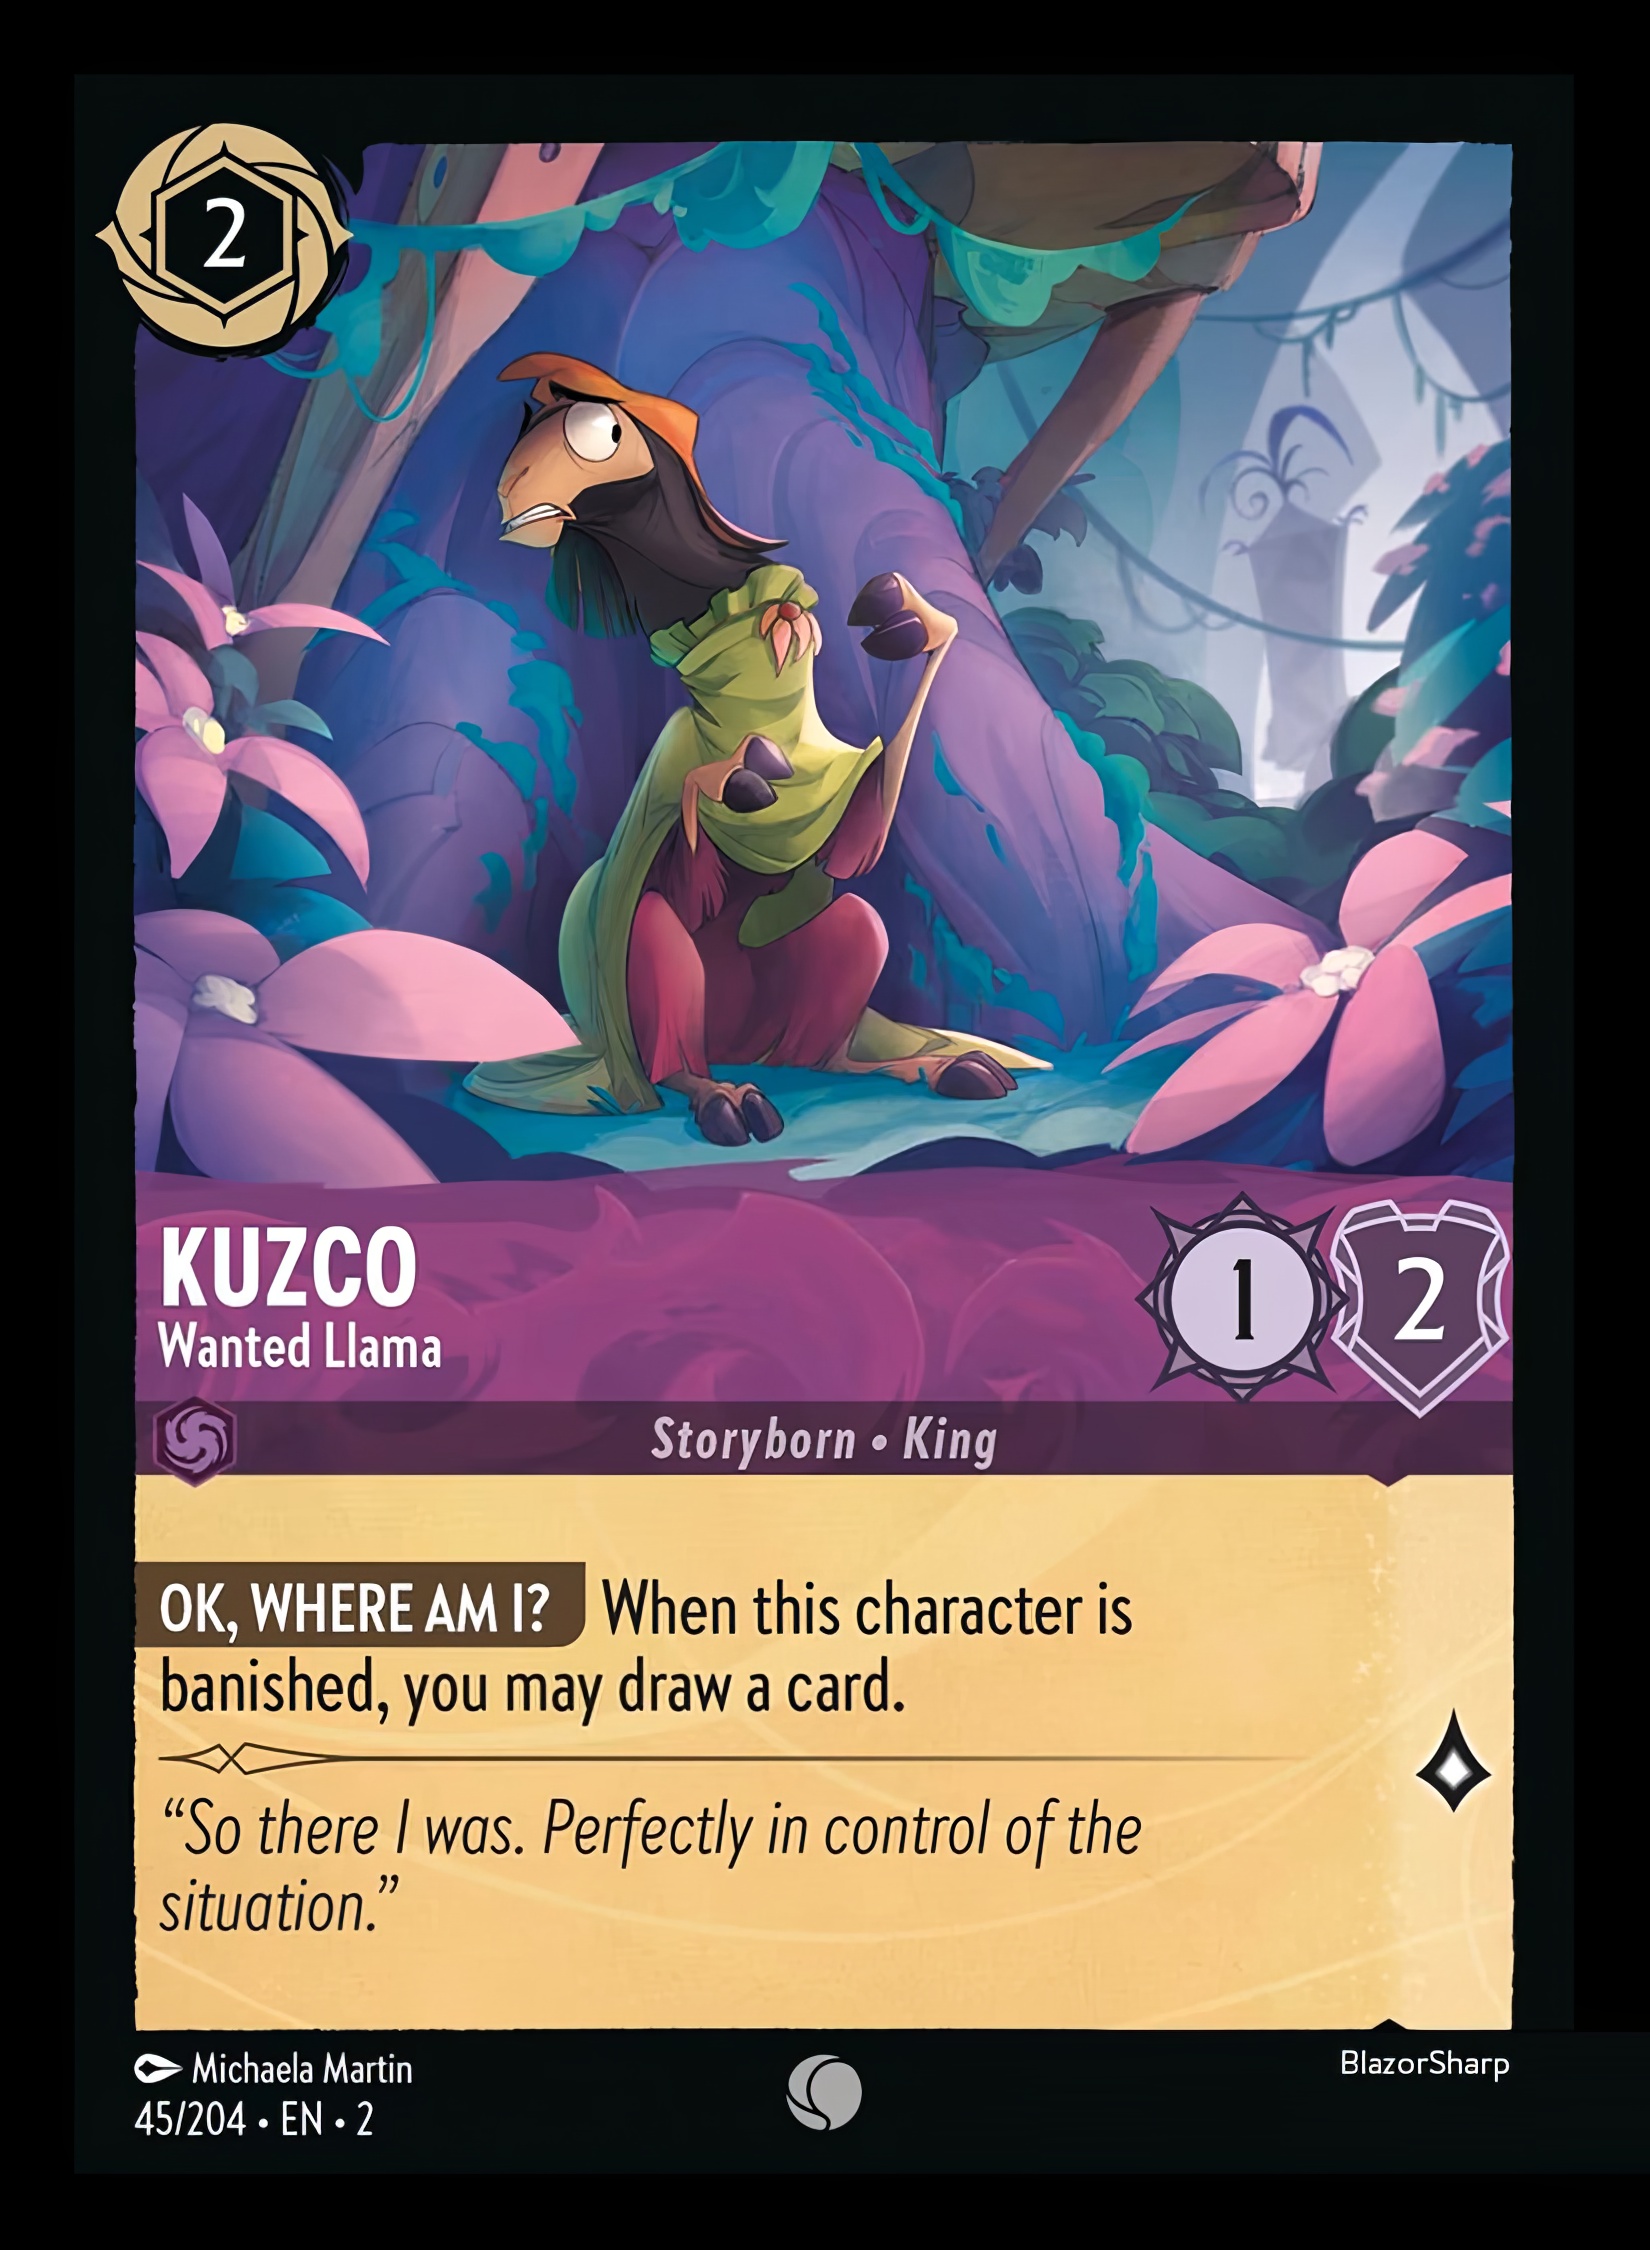 2
KUZCO
Wanted Llama
1
2
Storyborn • King
OK, WHERE AM I? When this character is
banished, you may draw a card.
“So there I was. Perfectly in control of the
situation.”
Michaela Martin
45/204 • EN • 2
BlazorSharp